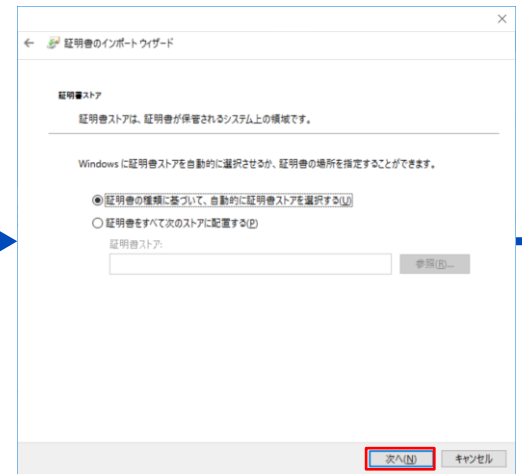 証明書のインポート ウィザード
証明書ストア
証明書ストアは、証明書が保管されるシステム上の領域です。
Windows に証明書ストアを自動的に選択させるか、証明書の場所を指定することができます。
証明書の種類に基づいて、自動的に証明書ストアを選択する(U)
証明書をすべて次のストアに配置する(P)
証明書ストア:
参照(R)...
次へ(N) キャンセル